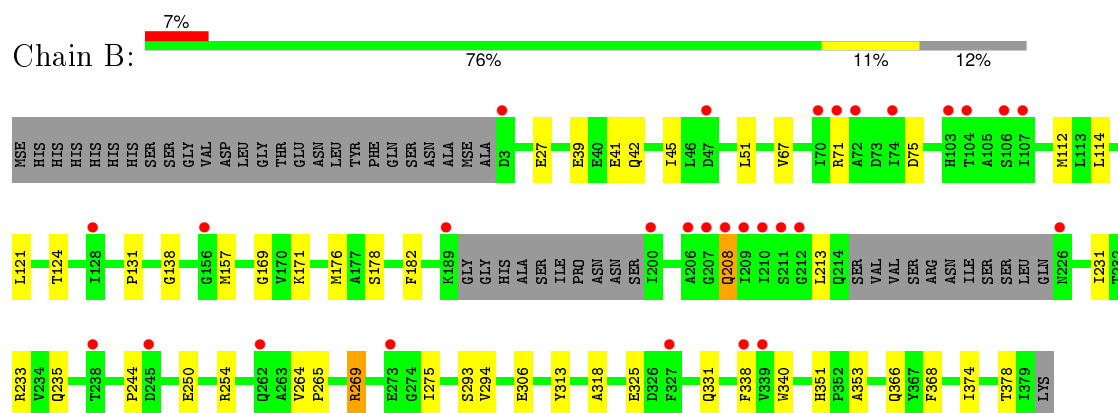 7%
Chain B:
76% 11% 12%
MSE HIS HIS HIS HIS HIS HIS SER SER GLY VAL ASP LEU GLY THR GLU ASN LEU TYR PHE GLN SER ASN ALA MSE ALA D3 E27 E39 E40 E41 Q42 I45 L46 D47 L51 V67 I70 R71 A72 D73 I74 D75 H103 T104 A105 S106 I107 M112 L113 L114
L121 T124 I128 P131 G138 G156 M157 G169 V170 K171 M176 A177 S178 F182 K189 GLY GLY HIS ALA SER ILE PRO ASN ASN SER I200 A206 G207 Q208 I209 I210 S211 G212 L213 Q214 SER VAL VAL SER ARG ASN ILE SER SER LEU GLN N226 I231 T232
R233 V234 Q235 T238 P244 D245 E250 R254 Q262 A263 V264 P265 R269 E273 G274 I275 S293 V294 E306 Y313 A318 E325 D326 F327 Q331 F338 V339 W340 H351 P352 A353 Q366 Y367 F368 I374 T378 I379 LYS